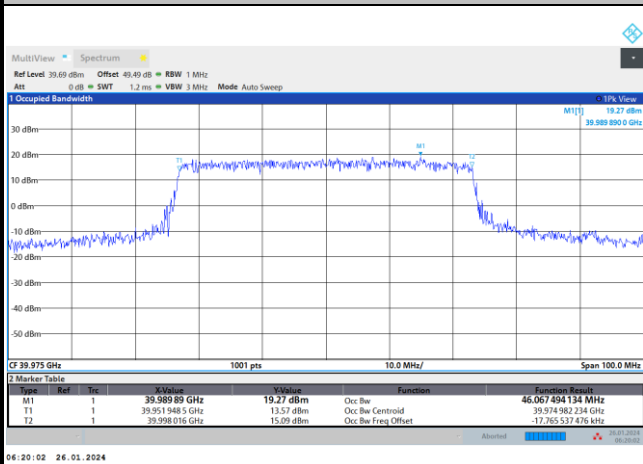 MultiView Spectrum
Ref Level 39.69 dBm Offset 49.49 dB RBW 1 MHz
Att 0 dB SWT 1.2 ms VBW 3 MHz Mode Auto Sweep
1 Occupied Bandwidth 1Pk View
M1[1] 19.27 dBm
39.989 890 0 GHz
30 dBm
M1
20 dBm
T1 T2
10 dBm
0 dBm
-10 dBm
-20 dBm
-30 dBm
-40 dBm
-50 dBm
CF 39.975 GHz 1001 pts 10.0 MHz/ Span 100.0 MHz
2 Marker Table
Type Ref Trc X-Value Y-Value Function Function Result
M1 1 39.989 89 GHz 19.27 dBm Occ Bw 46.067 494 134 MHz
T1 1 39.951 948 5 GHz 13.57 dBm Occ Bw Centroid 39.974 982 234 GHz
T2 1 39.998 016 GHz 15.09 dBm Occ Bw Freq Offset -17.765 537 476 kHz
Aborted 26.01.2024
06:20:02
06:20:02 26.01.2024